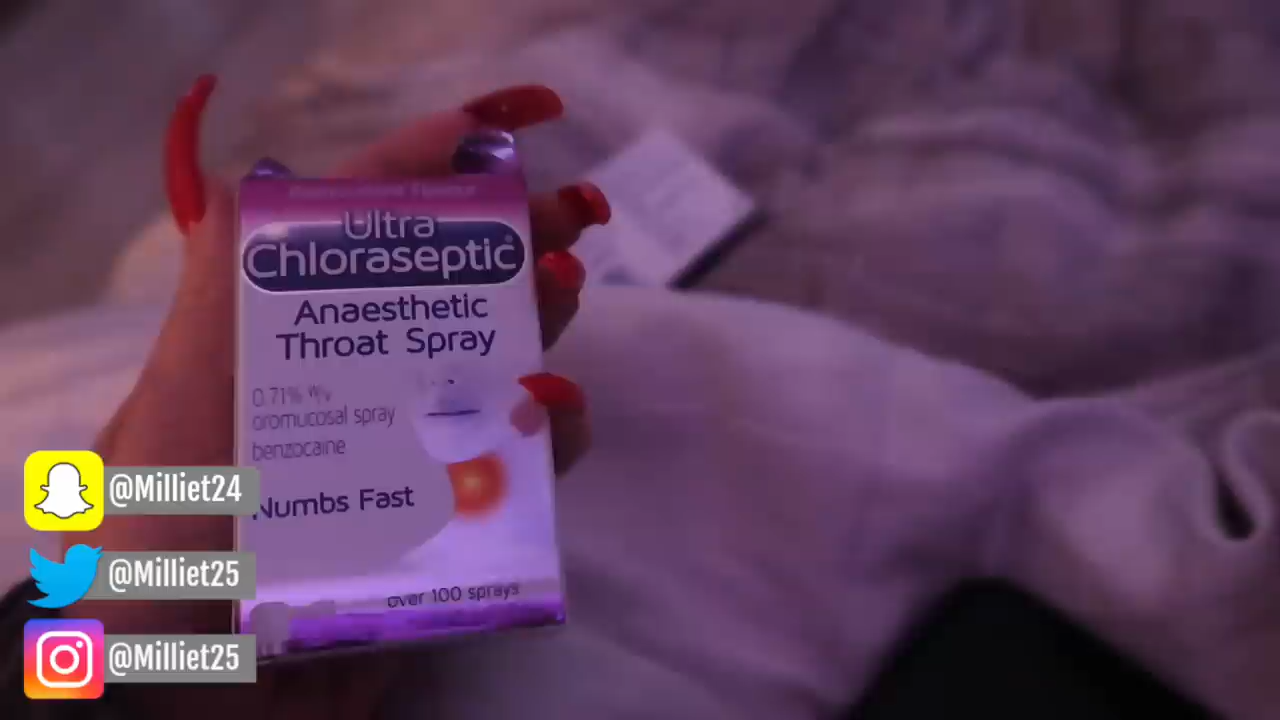 Ultra
Chloraseptic®
Anaesthetic
Throat Spray
0.71% w/v
oromucosal spray
benzocaine
Numbs Fast
over 100 sprays
@Milliet24
@Milliet25
@Milliet25